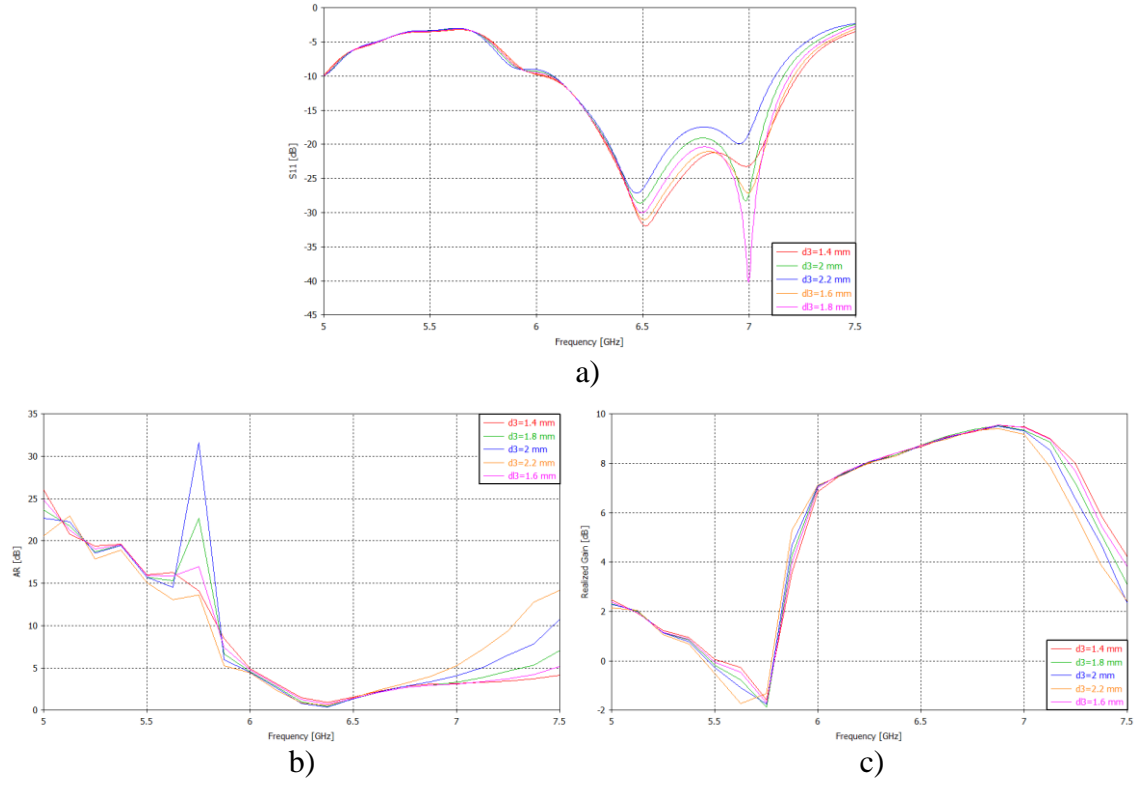 0
-5
-10
-15
-20
-25
-30
-35
-40
-45
S11 [dB]
d3=1.4 mm
d3=2 mm
d3=2.2 mm
d3=1.6 mm
d3=1.8 mm
5 5.5 6 6.5 7 7.5
Frequency [GHz]
a)
35
30
25
20
15
10
5
0
AR [dB]
d3=1.4 mm
d3=1.8 mm
d3=2 mm
d3=2.2 mm
d3=1.6 mm
5 5.5 6 6.5 7 7.5
Frequency [GHz]
b)
10
8
6
4
2
0
-2
Realized Gain [dB]
d3=1.4 mm
d3=1.8 mm
d3=2 mm
d3=2.2 mm
d3=1.6 mm
5 5.5 6 6.5 7 7.5
Frequency [GHz]
c)